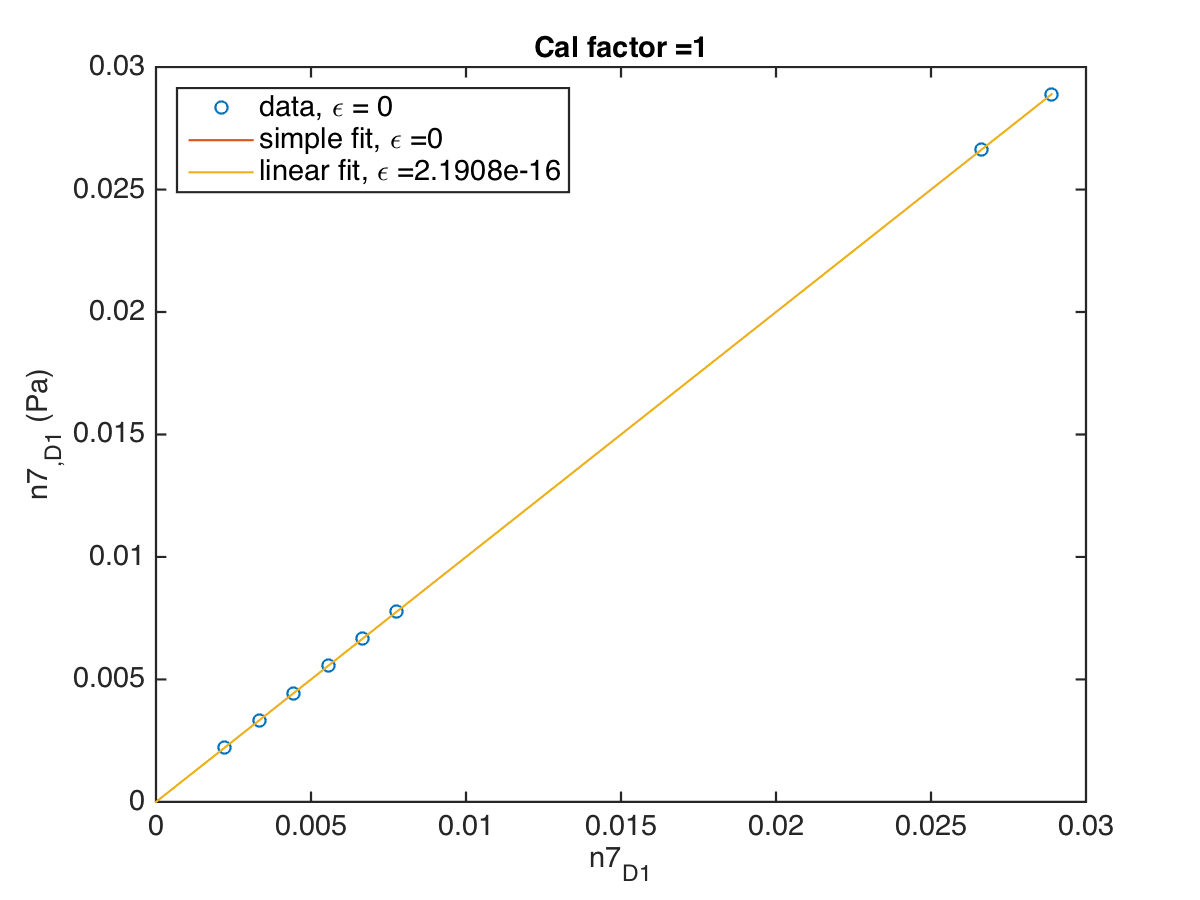 Cal factor =1
data, ϵ = 0
simple fit, ϵ =0
linear fit, ϵ =2.1908e-16
0.03
0.025
0.02
0.015
0.01
0.005
0
n7,D1 (Pa)
0 0.005 0.01 0.015 0.02 0.025 0.03
n7D1